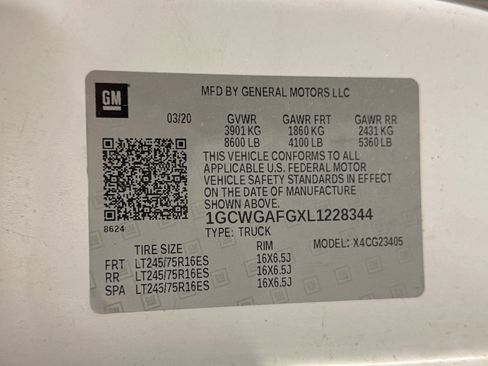 GM
MFD BY GENERAL MOTORS LLC
03/20 GVWR GAWR FRT GAWR RR
3901 KG 1860 KG 2431 KG
8600 LB 4100 LB 5360 LB
THIS VEHICLE CONFORMS TO ALL
APPLICABLE U.S. FEDERAL MOTOR
VEHICLE SAFETY STANDARDS IN EFFECT
ON THE DATE OF MANUFACTURE
SHOWN ABOVE.
8624
1GCWGAFGXL1228344
TYPE: TRUCK MODEL: X4CG23405
TIRE SIZE RIM
FRT LT245/75R16ES 16X6.5J
RR LT245/75R16ES 16X6.5J
SPA LT245/75R16ES 16X6.5J